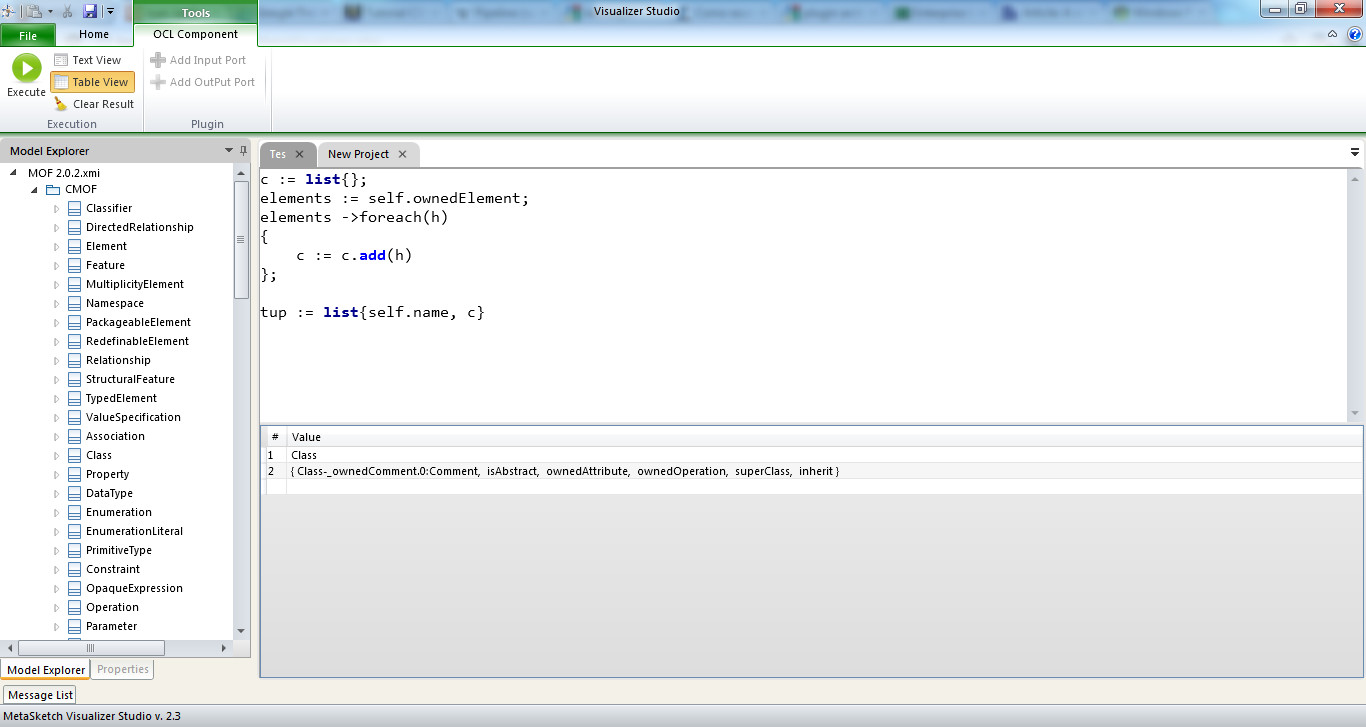 Visualizer Studio
Tools
File
Home
OCL Component
Execute
Text View
Table View
Clear Result
Execution
Add Input Port
Add OutPut Port
Plugin
Model Explorer
MOF 2.0.2.xmi
CMOF
Classifier
DirectedRelationship
Element
Feature
MultiplicityElement
Namespace
PackageableElement
RedefinableElement
Relationship
StructuralFeature
TypedElement
ValueSpecification
Association
Class
Property
DataType
Enumeration
EnumerationLiteral
PrimitiveType
Constraint
OpaqueExpression
Operation
Parameter
Model Explorer
Properties
Tes
New Project
c := list{};
elements := self.ownedElement;
elements ->foreach(h)
{
    c := c.add(h)
};
tup := list{self.name, c}
# Value
1 Class
2 { Class-_ownedComment.0:Comment, isAbstract, ownedAttribute, ownedOperation, superClass, inherit }
Message List
MetaSketch Visualizer Studio v. 2.3